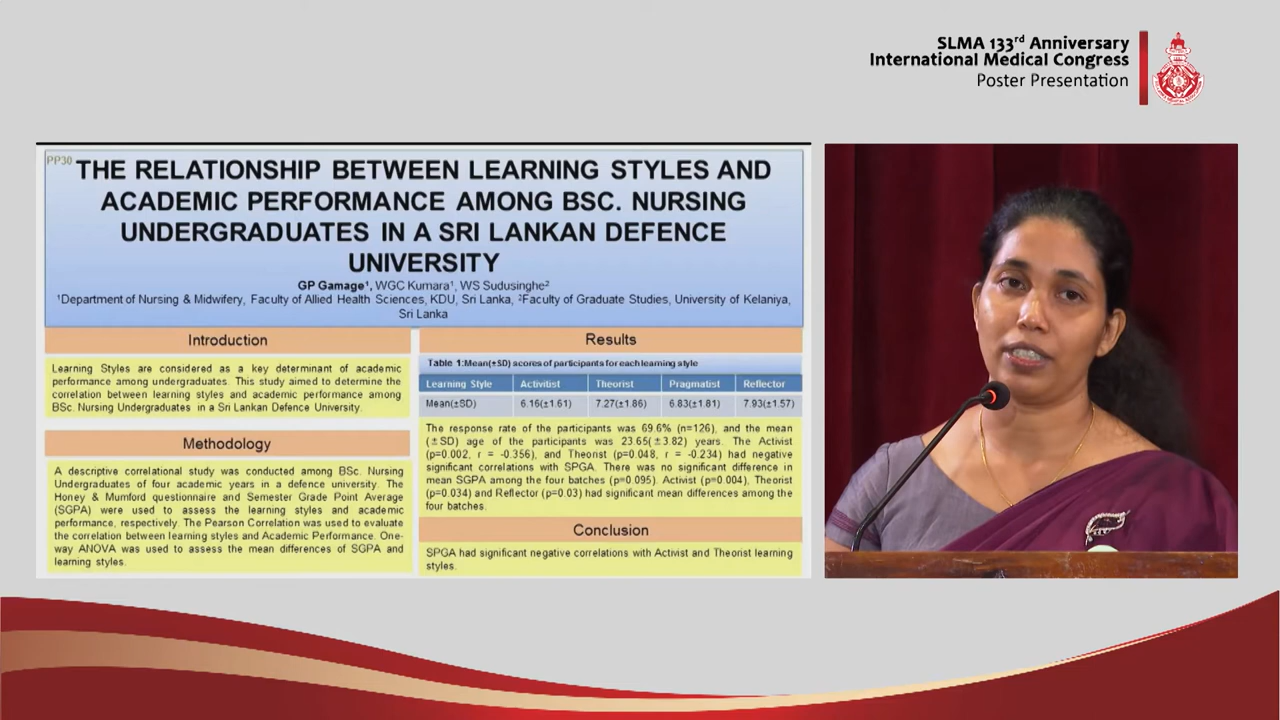 SLMA 133rd Anniversary
International Medical Congress
Poster Presentation
PP30
THE RELATIONSHIP BETWEEN LEARNING STYLES AND
ACADEMIC PERFORMANCE AMONG BSC. NURSING
UNDERGRADUATES IN A SRI LANKAN DEFENCE
UNIVERSITY
GP Gamage¹, WGC Kumara¹, WS Sudusinghe²
¹Department of Nursing & Midwifery, Faculty of Allied Health Sciences, KDU, Sri Lanka, ²Faculty of Graduate Studies, University of Kelaniya,
Sri Lanka
Introduction
Learning Styles are considered as a key determinant of academic
performance among undergraduates. This study aimed to determine the
correlation between learning styles and academic performance among
BSc. Nursing Undergraduates in a Sri Lankan Defence University.
Methodology
A descriptive correlational study was conducted among BSc. Nursing
Undergraduates of four academic years in a defence university. The
Honey & Mumford questionnaire and Semester Grade Point Average
(SGPA) were used to assess the learning styles and academic
performance, respectively. The Pearson Correlation was used to evaluate
the correlation between learning styles and Academic Performance. One-
way ANOVA was used to assess the mean differences of SGPA and
learning styles.
Results
Table 1:Mean(±SD) scores of participants for each learning style
Learning Style Activitist Theorist Pragmatist Reflector
Mean(±SD) 6.16(±1.61) 7.27(±1.86) 6.83(±1.81) 7.93(±1.57)
The response rate of the participants was 69.6% (n=126), and the mean
(±SD) age of the participants was 23.65(±3.82) years. The Activist
(p=0.002, r = -0.356), and Theorist (p=0.048, r = -0.234) had negative
significant correlations with SPGA. There was no significant difference in
mean SGPA among the four batches (p=0.095). Activist (p=0.004), Theorist
(p=0.034) and Reflector (p=0.03) had significant mean differences among the
four batches.
Conclusion
SPGA had significant negative correlations with Activist and Theorist learning
styles.